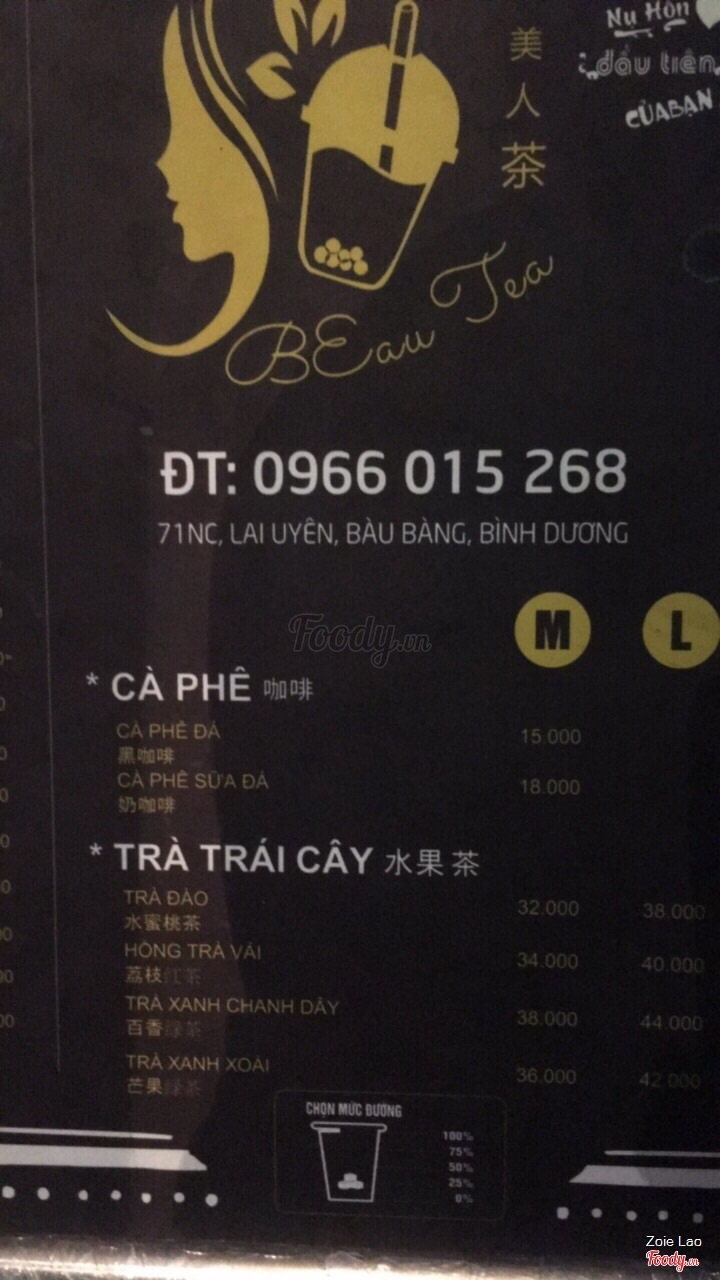 美人茶
Nụ Hôn
đầu tiên
CỦA BẠN
BEau Tea
ĐT: 0966 015 268
71NC, LAI UYÊN, BÀU BÀNG, BÌNH DƯƠNG
Foody.vn
M L
* CÀ PHÊ 咖啡
CÀ PHÊ ĐÁ 15.000
黑咖啡
CÀ PHÊ SỮA ĐÁ 18.000
奶咖啡
* TRÀ TRÁI CÂY 水果茶
TRÀ ĐÀO 32.000 38.000
水蜜桃茶
HỒNG TRÀ VẢI 34.000 40.000
荔枝红茶
TRÀ XANH CHANH DÂY 38.000 44.000
百香绿茶
TRÀ XANH XOÀI 36.000 42.000
芒果绿茶
CHỌN MỨC ĐƯỜNG
100%
75%
50%
25%
0%
Zoie Lao
Foody.vn